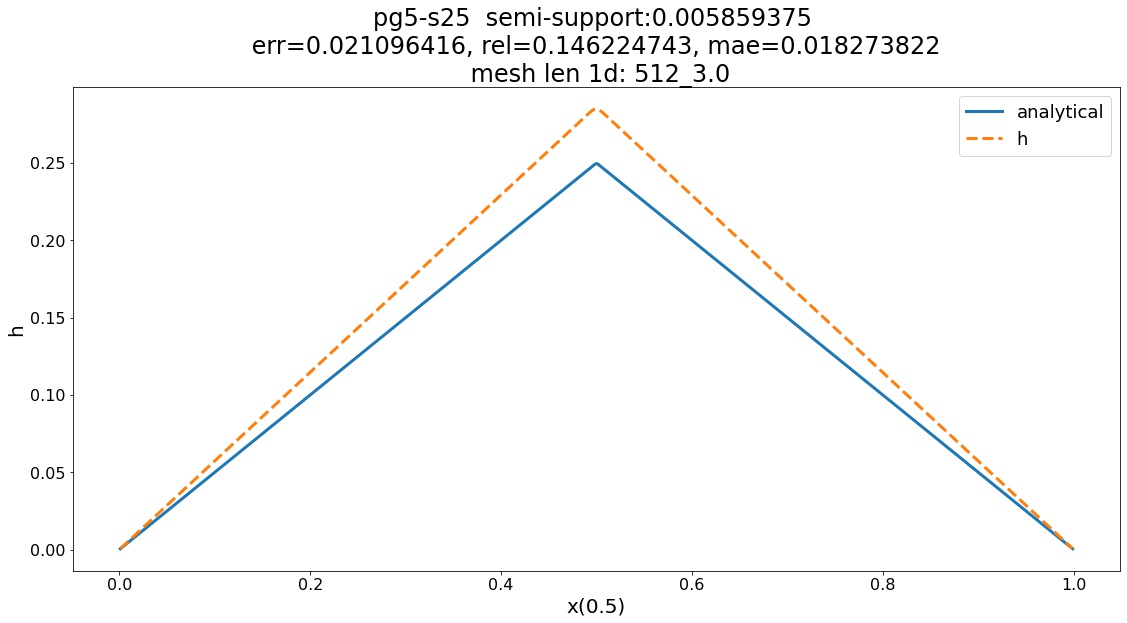 pg5-s25  semi-support:0.005859375
err=0.021096416, rel=0.146224743, mae=0.018273822
mesh len 1d: 512_3.0
analytical
h
0.25
0.20
0.15
0.10
0.05
0.00
h
0.0 0.2 0.4 0.6 0.8 1.0
x(0.5)